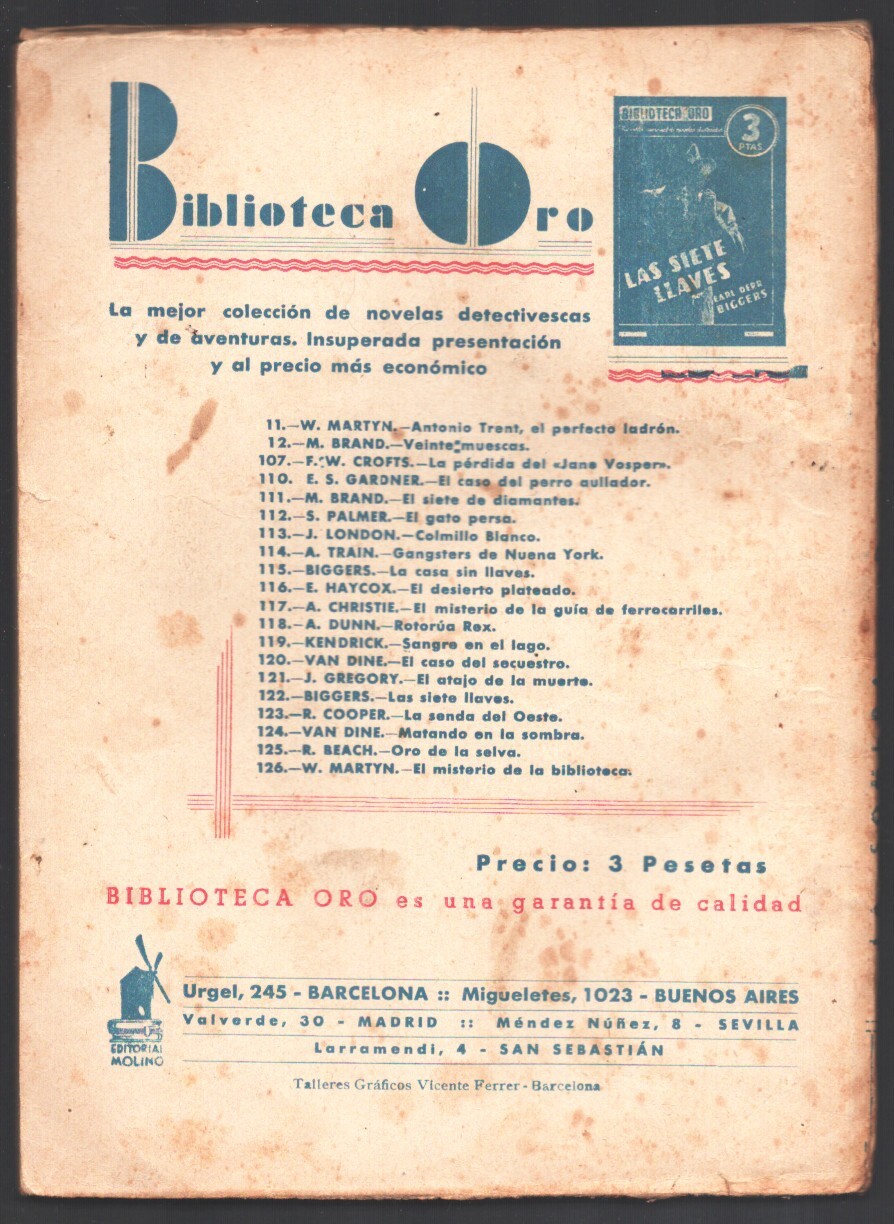 Biblioteca Oro
BIBLIOTECA ORO
3
PTAS
LAS SIETE
LLAVES
POR EARL DERR
BIGGERS
La mejor colección de novelas detectivescas
y de aventuras. Insuperada presentación
y al precio más económico
11.—W. MARTYN.—Antonio Trent, el perfecto ladrón.
12.—M. BRAND.—Veinte muescas.
107.—F. W. CROFTS.—La pérdida del «Jane Vosper».
110. E. S. GARDNER.—El caso del perro aullador.
111.—M. BRAND.—El siete de diamantes.
112.—S. PALMER.—El gato persa.
113.—J. LONDON.—Colmillo Blanco.
114.—A. TRAIN.—Gangsters de Nuena York.
115.—BIGGERS.—La casa sin llaves.
116.—E. HAYCOX.—El desierto plateado.
117.—A. CHRISTIE.—El misterio de la guía de ferrocarriles.
118.—A. DUNN.—Rotorúa Rex.
119.—KENDRICK.—Sangre en el lago.
120.—VAN DINE.—El caso del secuestro.
121.—J. GREGORY.—El atajo de la muerte.
122.—BIGGERS.—Las siete llaves.
123.—R. COOPER.—La senda del Oeste.
124.—VAN DINE.—Matando en la sombra.
125.—R. BEACH.—Oro de la selva.
126.—W. MARTYN.—El misterio de la biblioteca.
Precio: 3 Pesetas
BIBLIOTECA ORO es una garantía de calidad
EDITORIAL
MOLINO
Urgel, 245 - BARCELONA :: Migueletes, 1023 - BUENOS AIRES
Valverde, 30 - MADRID :: Méndez Núñez, 8 - SEVILLA
Larramendi, 4 - SAN SEBASTIÁN
Talleres Gráficos Vicente Ferrer - Barcelona